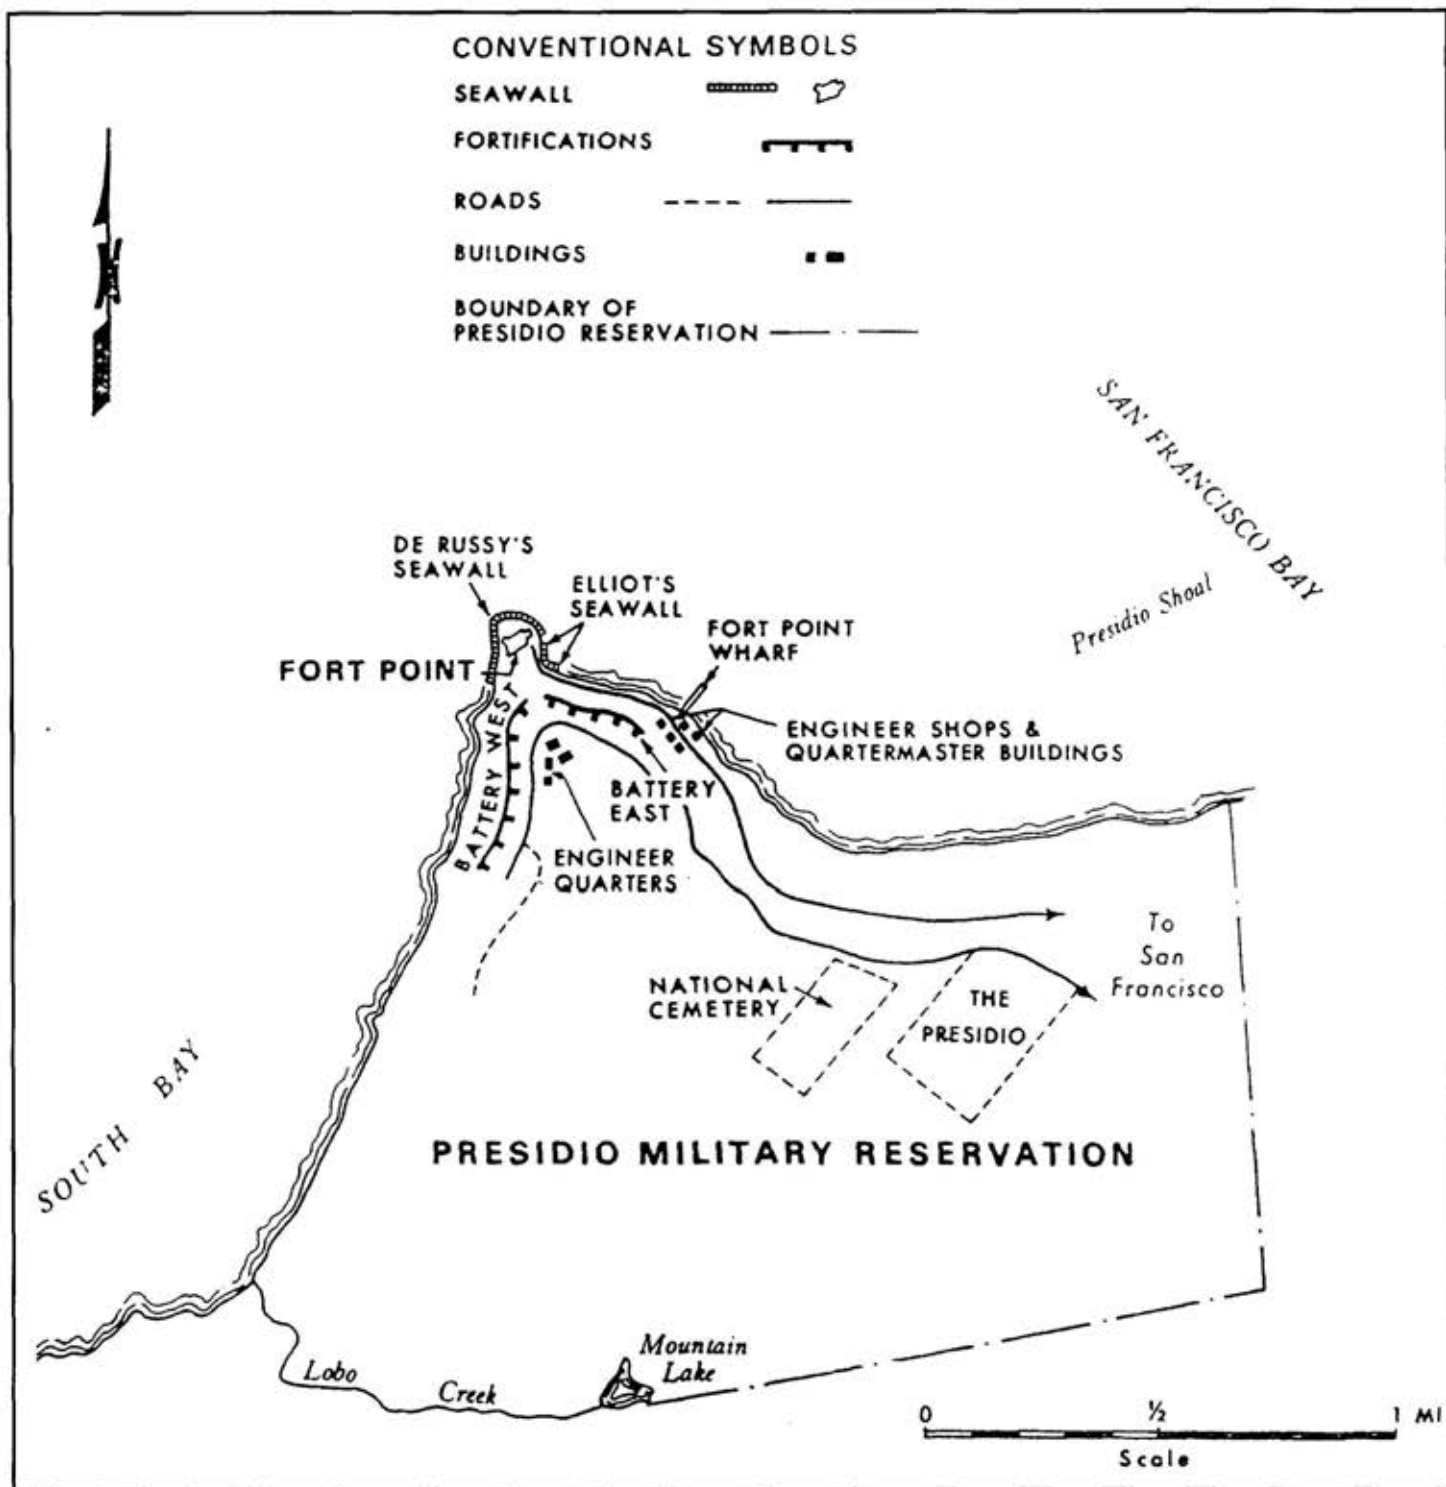 CONVENTIONAL SYMBOLS
SEAWALL
FORTIFICATIONS
ROADS
BUILDINGS
BOUNDARY OF
PRESIDIO RESERVATION
N
SAN FRANCISCO BAY
Presidio Shoal
DE RUSSY'S
SEAWALL
ELLIOT'S
SEAWALL
FORT POINT
WHARF
FORT POINT
ENGINEER SHOPS &
QUARTERMASTER BUILDINGS
BATTERY WEST
BATTERY
EAST
ENGINEER
QUARTERS
To
San
Francisco
NATIONAL
CEMETERY
THE
PRESIDIO
SOUTH BAY
PRESIDIO MILITARY RESERVATION
Mountain
Lake
Lobo Creek
0 ½ 1 MI
Scale